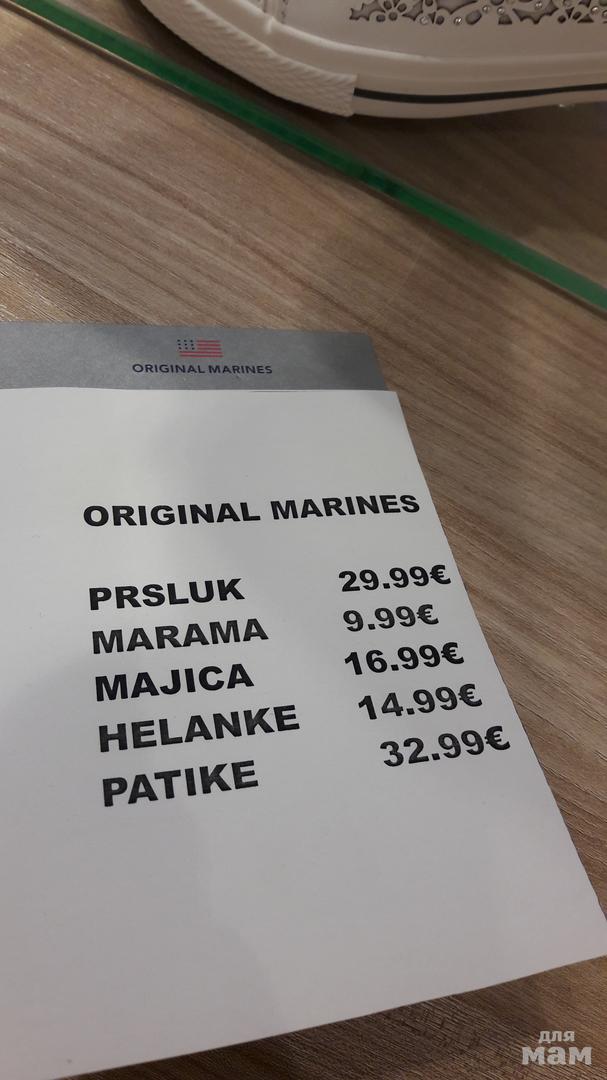 ORIGINAL MARINES
ORIGINAL MARINES
PRSLUK 29.99€
MARAMA 9.99€
MAJICA 16.99€
HELANKE 14.99€
PATIKE 32.99€
для
мам